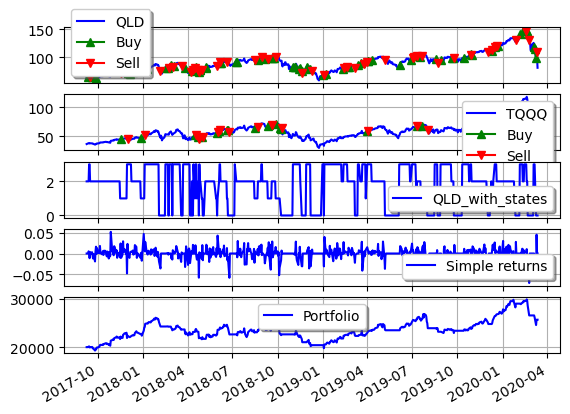 QLD
Buy
Sell
150
100
TQQQ
Buy
Sell
100
50
QLD_with_states
2
0
Simple returns
0.05
0.00
−0.05
Portfolio
30000
20000
2017-10 2018-01 2018-04 2018-07 2018-10 2019-01 2019-04 2019-07 2019-10 2020-01 2020-04